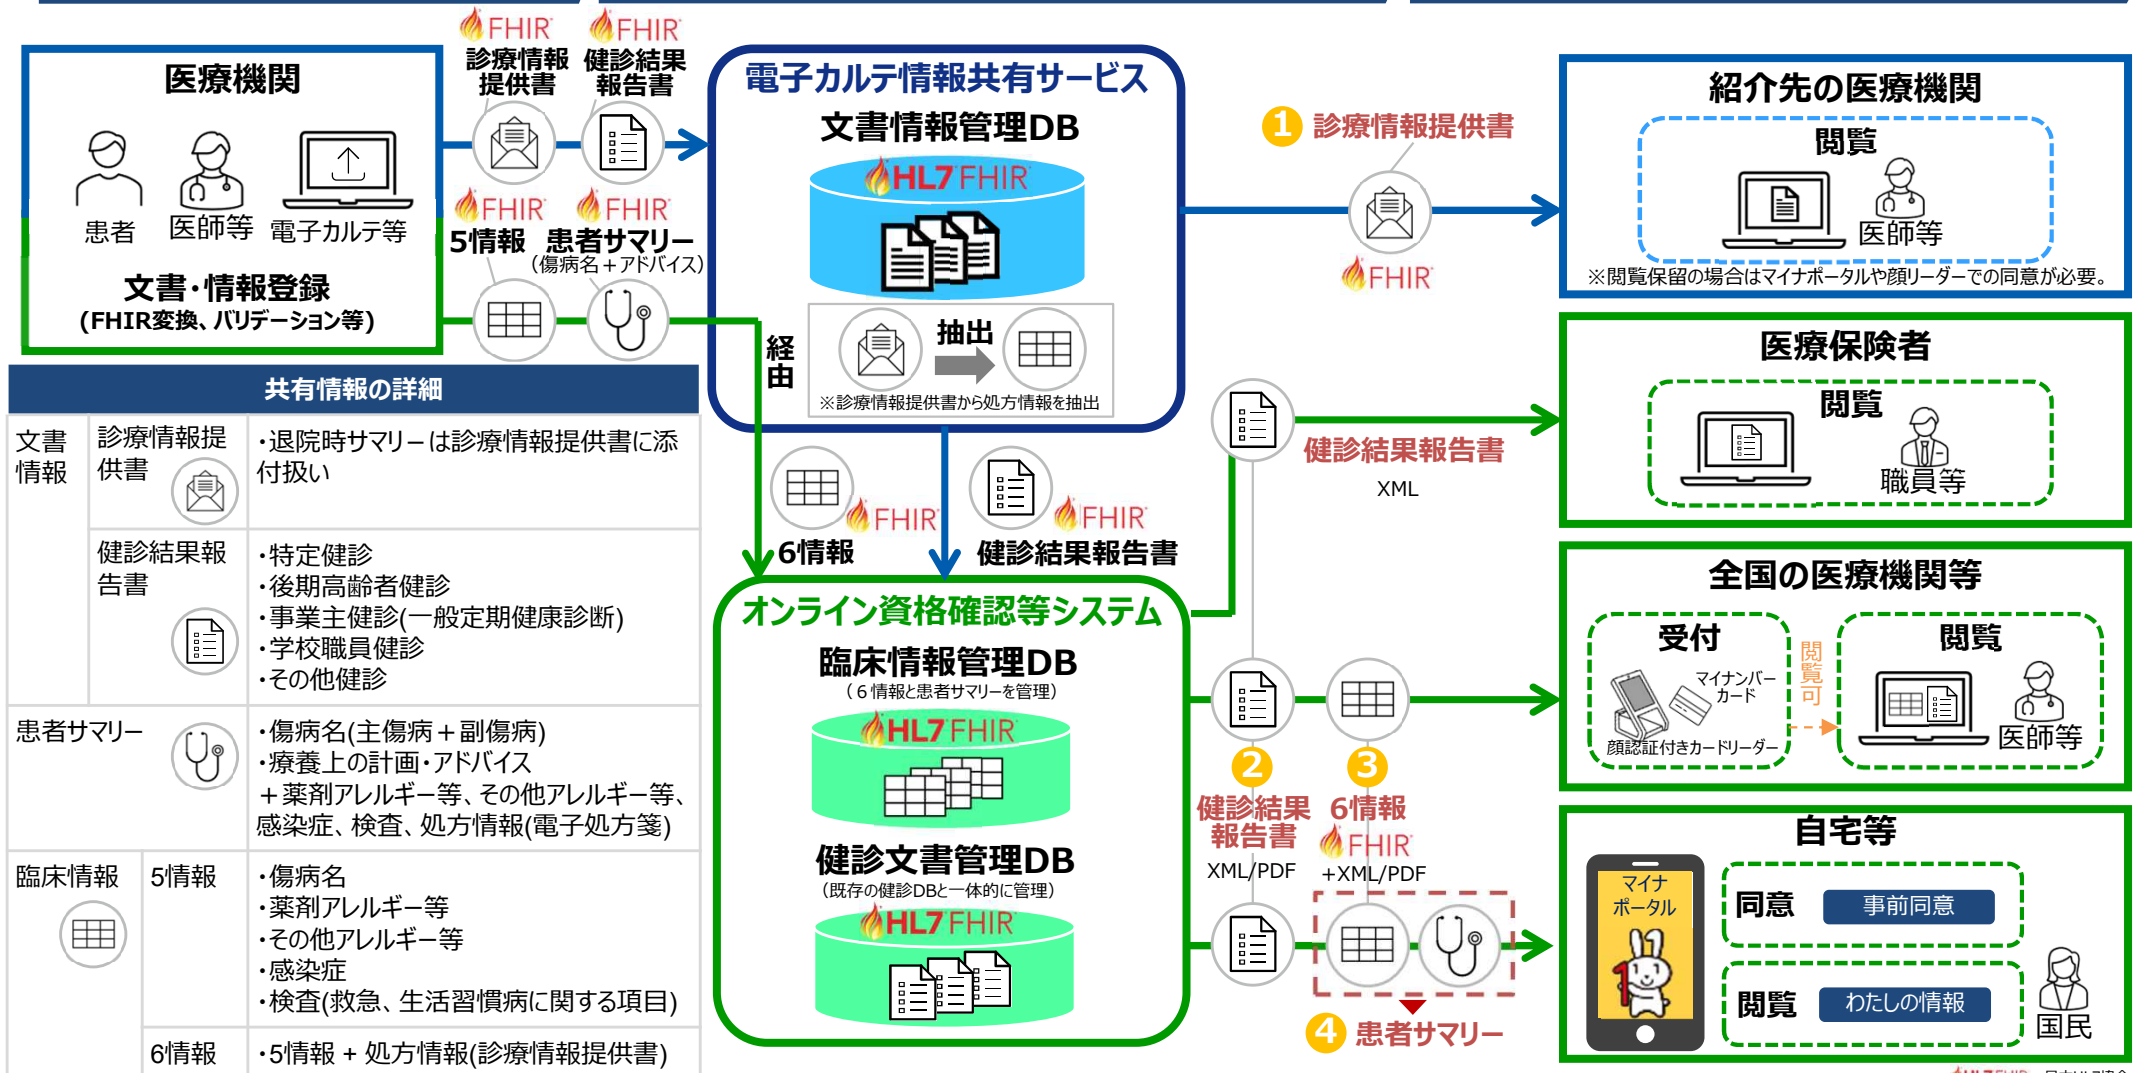 FHIR
診療情報
提供書
FHIR
健診結果
報告書
医療機関
患者
医師等
電子カルテ等
文書・情報登録
(FHIR変換、バリデーション等)
FHIR
5情報
FHIR
患者サマリー
(傷病名+アドバイス)
電子カルテ情報共有サービス
文書情報管理DB
HL7 FHIR
抽出
※診療情報提供書から処方情報を抽出
経由
1 診療情報提供書
FHIR
紹介先の医療機関
閲覧
医師等
※閲覧保留の場合はマイナポータルや顔リーダーでの同意が必要。
医療保険者
閲覧
職員等
健診結果報告書
XML
6情報
FHIR
FHIR
健診結果報告書
オンライン資格確認等システム
臨床情報管理DB
(6情報と患者サマリーを管理)
HL7 FHIR
健診文書管理DB
(既存の健診DBと一体的に管理)
HL7 FHIR
2
健診結果
報告書
XML/PDF
3
6情報
FHIR
+XML/PDF
4 患者サマリー
全国の医療機関等
受付
マイナンバー
カード
顔認証付きカードリーダー
閲覧可
閲覧
医師等
自宅等
マイナ
ポータル
1
同意
事前同意
閲覧
わたしの情報
国民
共有情報の詳細
文書
情報
診療情報提
供書
・退院時サマリーは診療情報提供書に添
付扱い
健診結果報
告書
・特定健診
・後期高齢者健診
・事業主健診(一般定期健康診断)
・学校職員健診
・その他健診
患者サマリー
・傷病名(主傷病+副傷病)
・療養上の計画・アドバイス
+薬剤アレルギー等、その他アレルギー等、
感染症、検査、処方情報(電子処方箋)
臨床情報
5情報
・傷病名
・薬剤アレルギー等
・その他アレルギー等
・感染症
・検査(救急、生活習慣病に関する項目)
6情報
・5情報 + 処方情報(診療情報提供書)